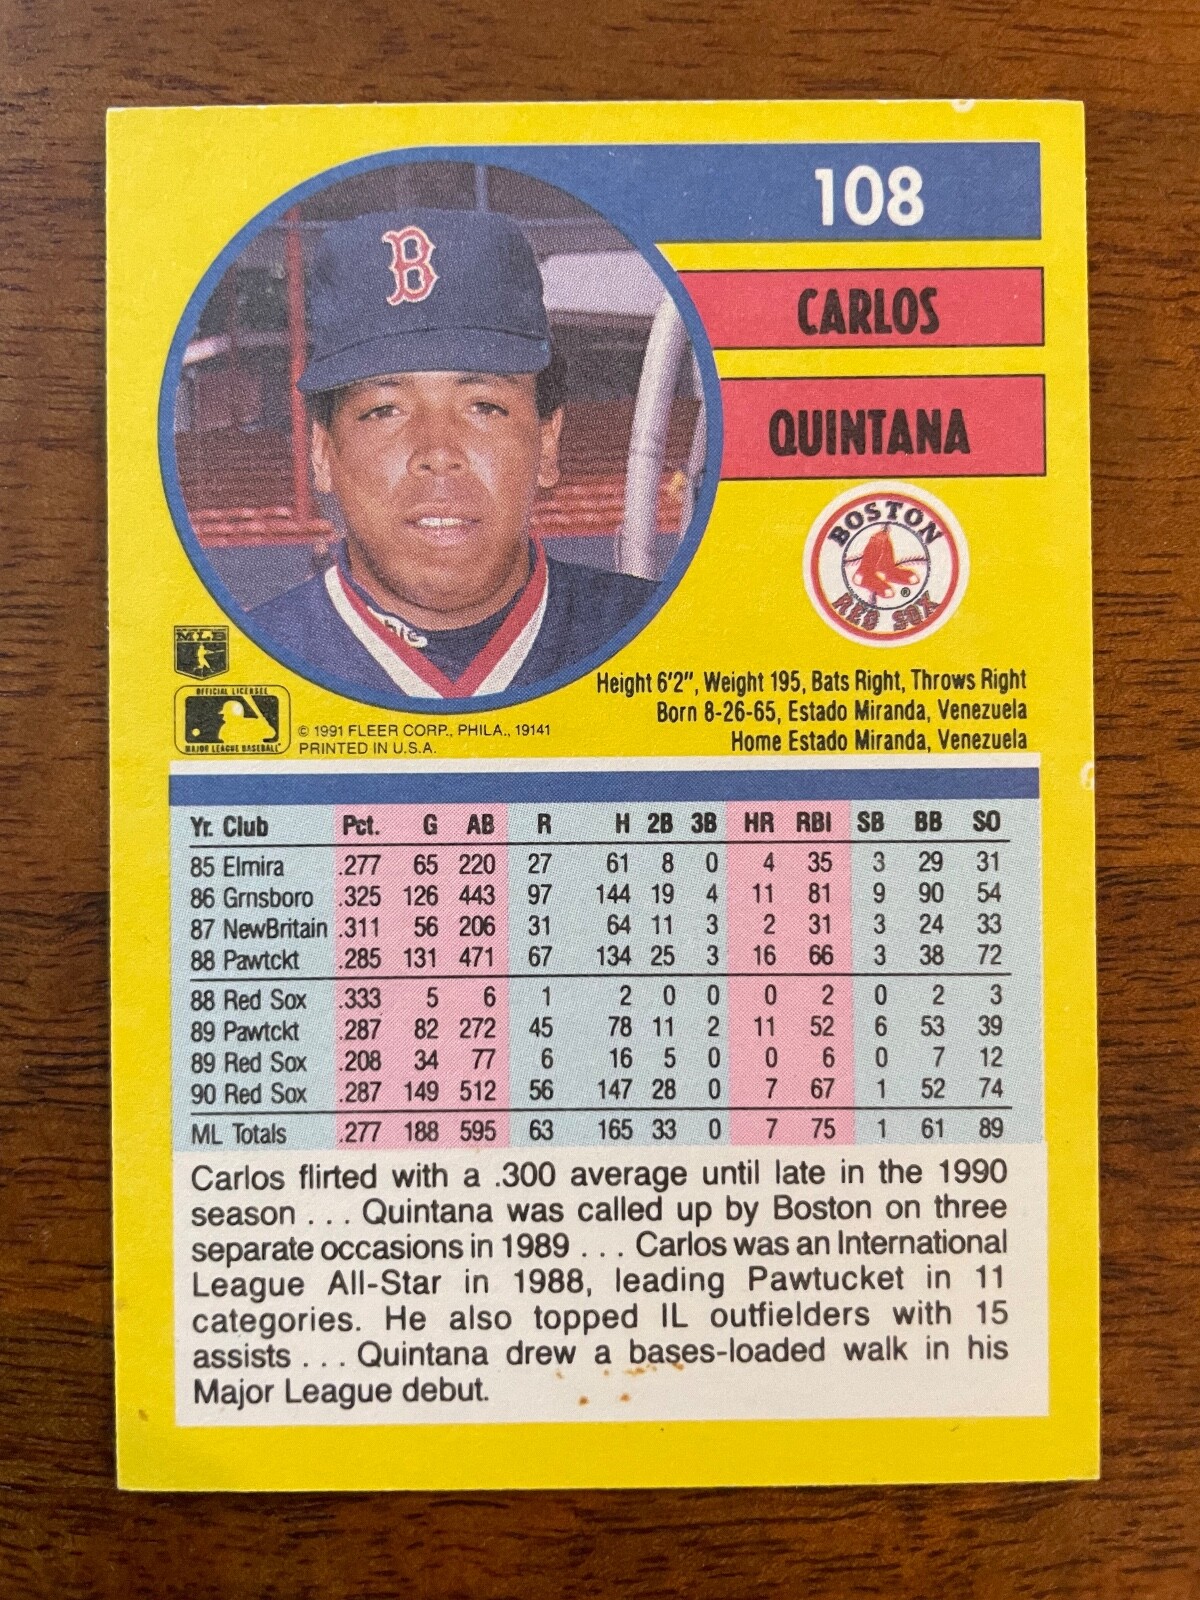 108
CARLOS
QUINTANA
B
BOSTON
RED SOX
®
MLB
OFFICIAL LICENSEE
MAJOR LEAGUE BASEBALL
© 1991 FLEER CORP., PHILA., 19141
PRINTED IN U.S.A.
Height 6'2", Weight 195, Bats Right, Throws Right
Born 8-26-65, Estado Miranda, Venezuela
Home Estado Miranda, Venezuela
Yr. Club Pct. G AB R H 2B 3B HR RBI SB BB SO
85 Elmira .277 65 220 27 61 8 0 4 35 3 29 31
86 Grnsboro .325 126 443 97 144 19 4 11 81 9 90 54
87 NewBritain .311 56 206 31 64 11 3 2 31 3 24 33
88 Pawtckt .285 131 471 67 134 25 3 16 66 3 38 72
88 Red Sox .333 5 6 1 2 0 0 0 2 0 2 3
89 Pawtckt .287 82 272 45 78 11 2 11 52 6 53 39
89 Red Sox .208 34 77 6 16 5 0 0 6 0 7 12
90 Red Sox .287 149 512 56 147 28 0 7 67 1 52 74
ML Totals .277 188 595 63 165 33 0 7 75 1 61 89
Carlos flirted with a .300 average until late in the 1990
season . . . Quintana was called up by Boston on three
separate occasions in 1989 . . . Carlos was an International
League All-Star in 1988, leading Pawtucket in 11
categories. He also topped IL outfielders with 15
assists . . . Quintana drew a bases-loaded walk in his
Major League debut.